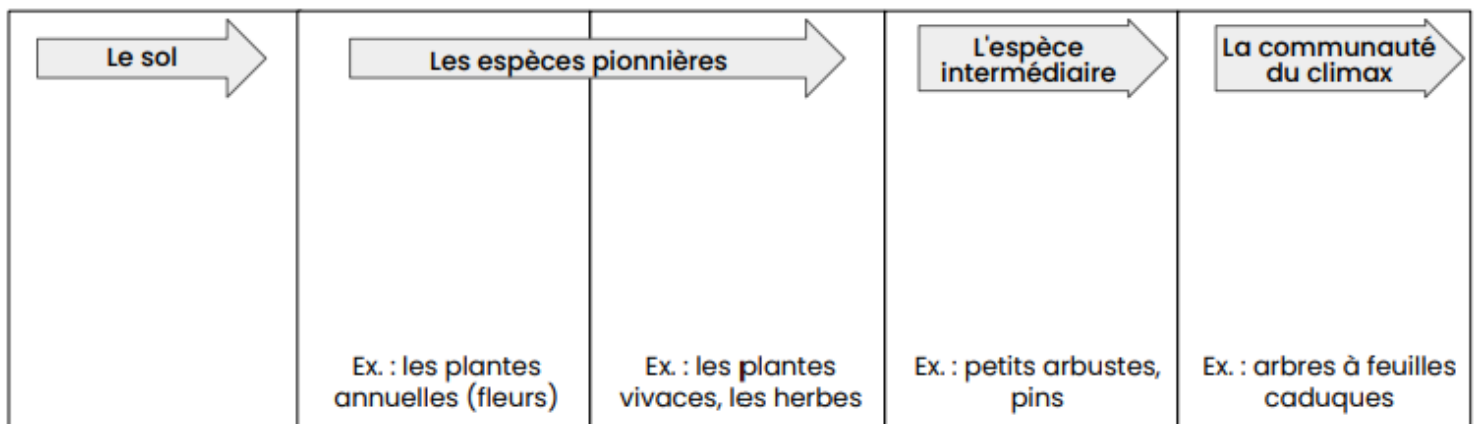 Le sol
Les espèces pionnières
L'espèce
intermédiaire
La communauté
du climax
Ex. : les plantes
annuelles (fleurs)
Ex. : les plantes
vivaces, les herbes
Ex. : petits arbustes,
pins
Ex. : arbres à feuilles
caduques